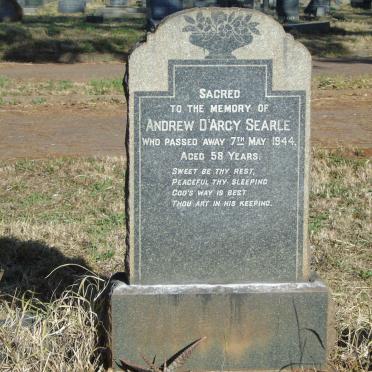 SACRED
TO THE MEMORY OF
ANDREW D'ARCY SEARLE
WHO PASSED AWAY 7TH MAY 1944.
AGED 58 YEARS.
SWEET BE THY REST,
PEACEFUL THY SLEEPING
GOD'S WAY IS BEST
THOU ART IN HIS KEEPING.